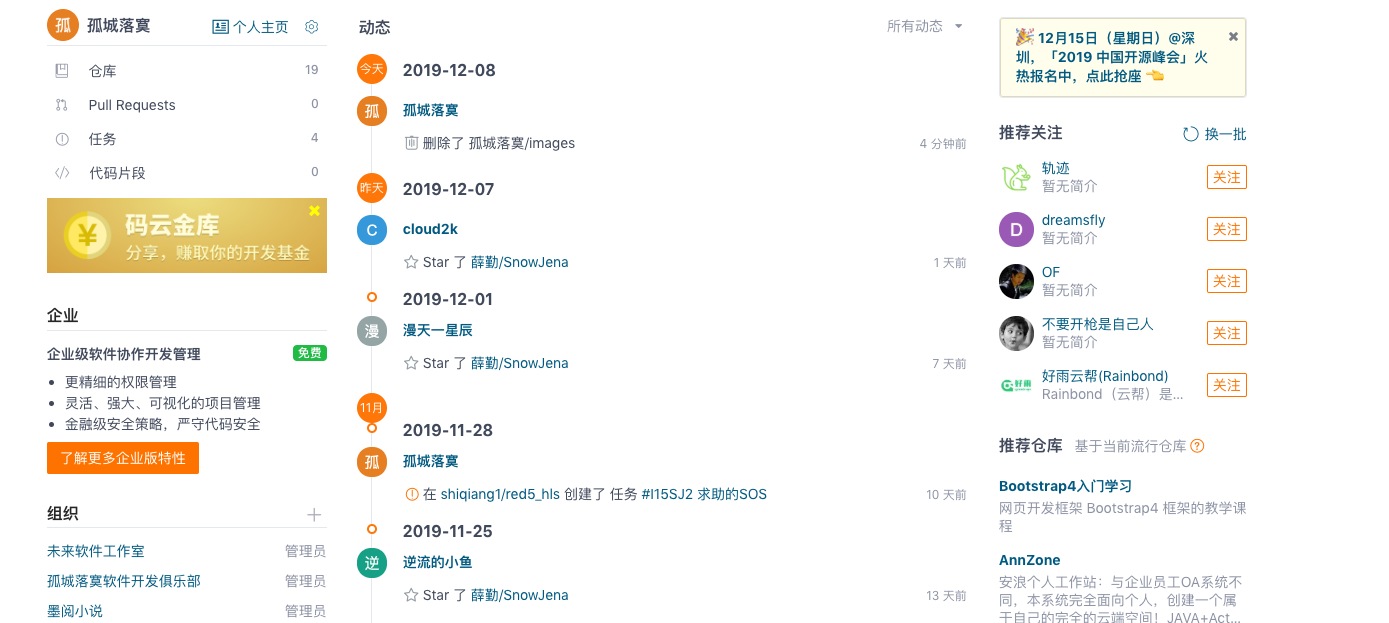 孤 孤城落寞 个人主页
仓库 19
Pull Requests 0
任务 4
代码片段 0
码云金库
分享，赚取你的开发基金
企业
企业级软件协作开发管理 免费
更精细的权限管理
灵活、强大、可视化的项目管理
金融级安全策略，严守代码安全
了解更多企业版特性
组织
未来软件工作室 管理员
孤城落寞软件开发俱乐部 管理员
墨阅小说 管理员
动态 所有动态
今天 2019-12-08
孤 孤城落寞
删除了 孤城落寞/images 4 分钟前
昨天 2019-12-07
C cloud2k
Star 了 薛勤/SnowJena 1 天前
2019-12-01
漫 漫天一星辰
Star 了 薛勤/SnowJena 7 天前
11月
2019-11-28
孤 孤城落寞
在 shiqiang1/red5_hls 创建了 任务 #I15SJ2 求助的SOS 10 天前
2019-11-25
逆 逆流的小鱼
Star 了 薛勤/SnowJena 13 天前
12月15日（星期日）@深
圳，「2019 中国开源峰会」火
热报名中，点此抢座
推荐关注 换一批
轨迹
暂无简介
关注
D dreamsfly
暂无简介
关注
OF
暂无简介
关注
不要开枪是自己人
暂无简介
关注
好雨
好雨云帮(Rainbond)
Rainbond（云帮）是...
关注
推荐仓库 基于当前流行仓库
Bootstrap4入门学习
网页开发框架 Bootstrap4 框架的教学课
程
AnnZone
安浪个人工作站：与企业员工OA系统不
同，本系统完全面向个人，创建一个属
于自己的完全的云端空间！JAVA+Act...